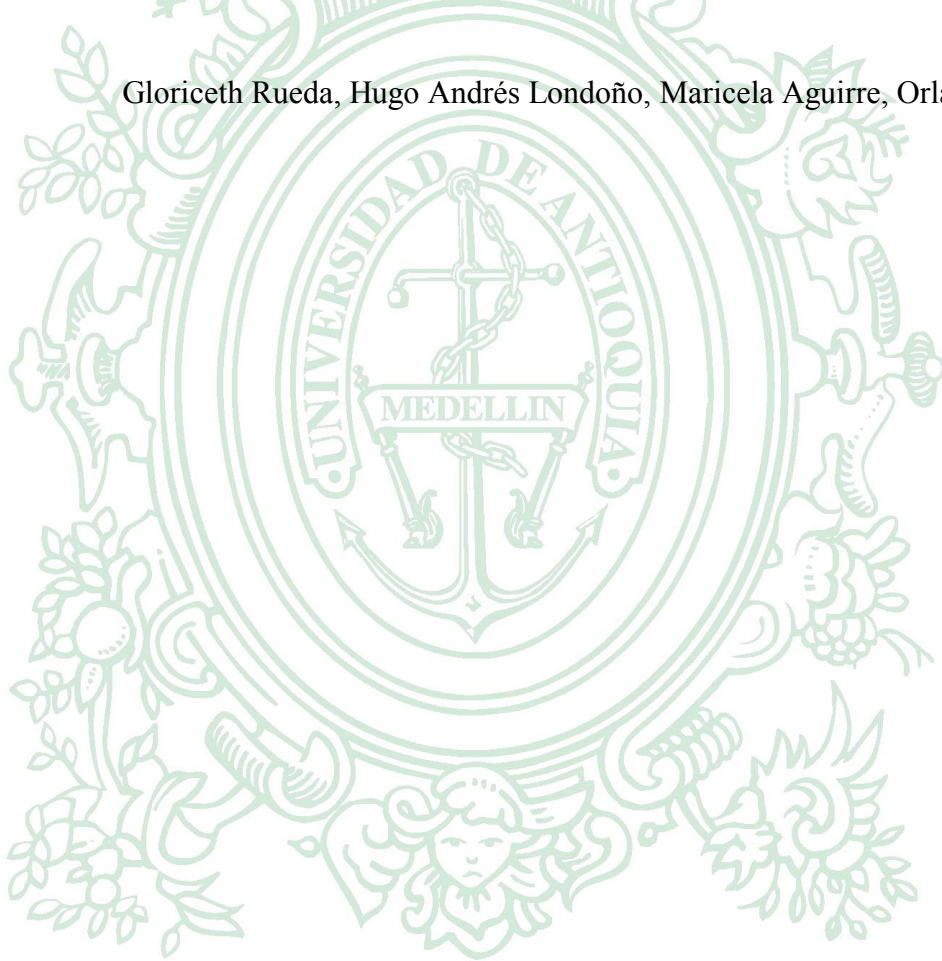 Gloriceth Rueda, Hugo Andrés Londoño, Maricela Aguirre,
UNIVERSIDAD DE ANTIOQUIA
MEDELLIN